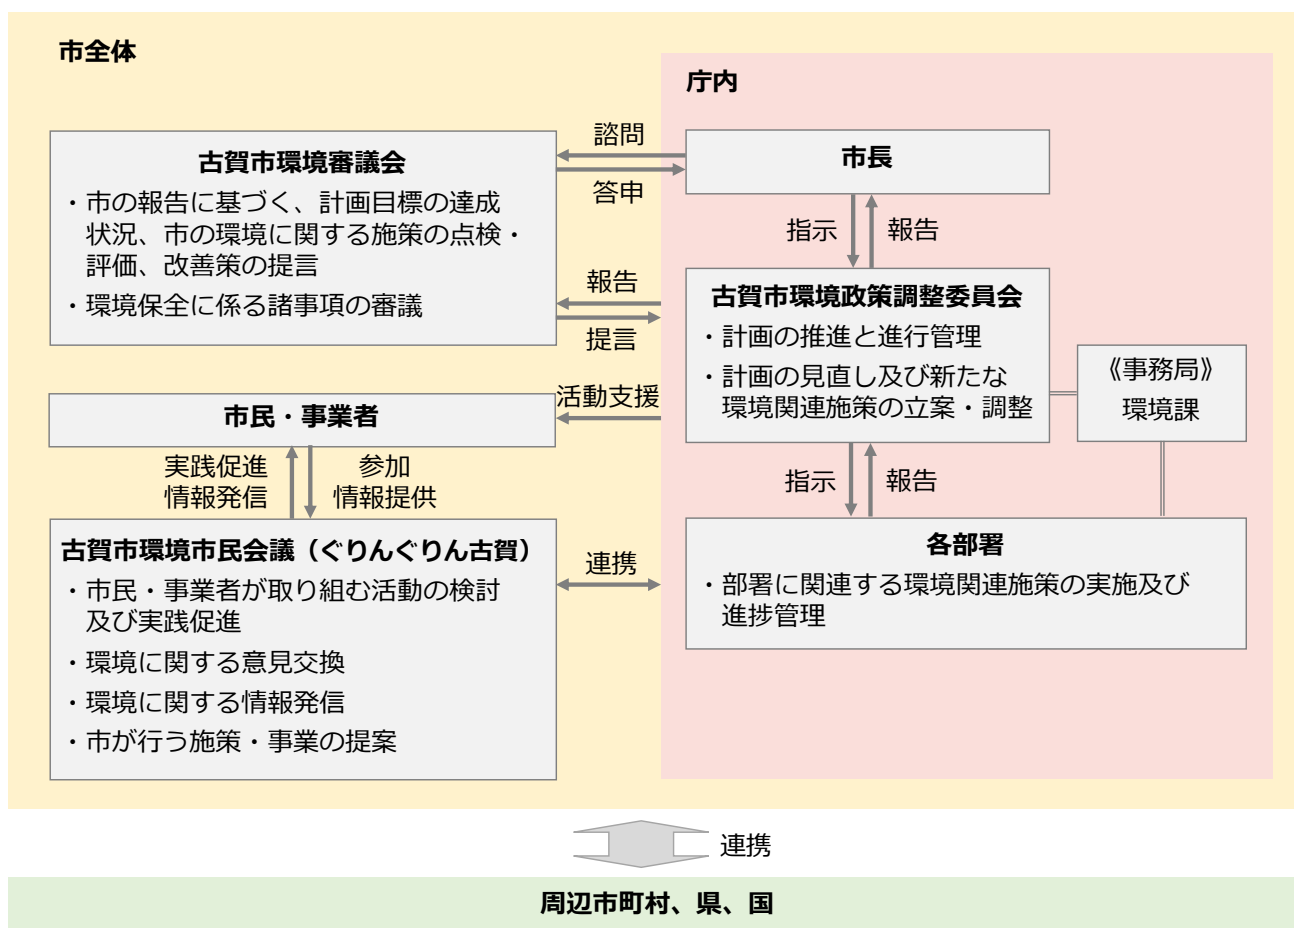 市全体
庁内
古賀市環境審議会
・市の報告に基づく、計画目標の達成
状況、市の環境に関する施策の点検・
評価、改善策の提言
・環境保全に係る諸事項の審議
諮問
答申
市長
指示
報告
報告
提言
古賀市環境政策調整委員会
・計画の推進と進行管理
・計画の見直し及び新たな
環境関連施策の立案・調整
《事務局》
環境課
活動支援
市民・事業者
実践促進
情報発信
参加
情報提供
指示
報告
古賀市環境市民会議（ぐりんぐりん古賀）
・市民・事業者が取り組む活動の検討
及び実践促進
・環境に関する意見交換
・環境に関する情報発信
・市が行う施策・事業の提案
連携
各部署
・部署に関連する環境関連施策の実施及び
進捗管理
連携
周辺市町村、県、国